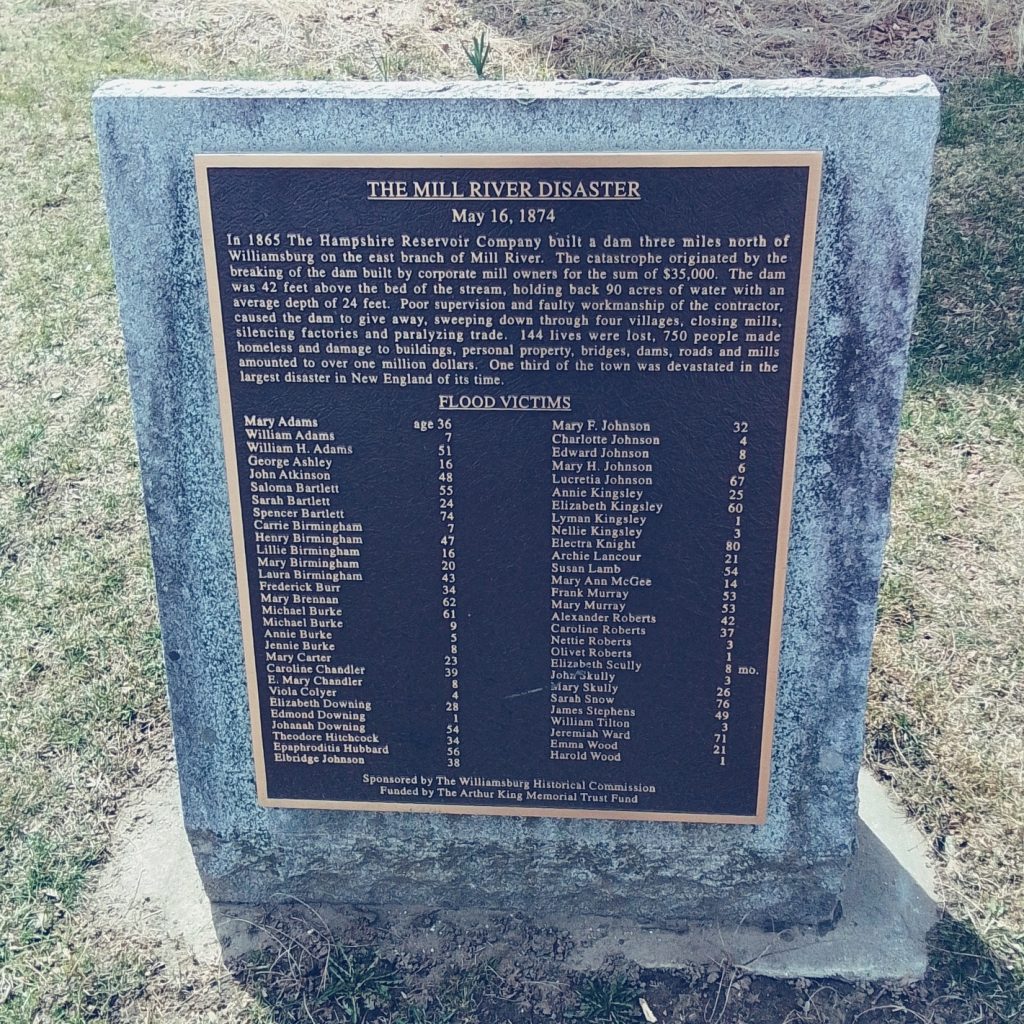 THE MILL RIVER DISASTER
May 16, 1874
In 1865 The Hampshire Reservoir Company built a dam three miles north of
Williamsburg on the east branch of Mill River. The catastrophe originated by the
breaking of the dam built by corporate mill owners for the sum of $35,000. The dam
was 42 feet above the bed of the stream, holding back 90 acres of water with an
average depth of 24 feet. Poor supervision and faulty workmanship of the contractor,
caused the dam to give away, sweeping down through four villages, closing mills,
silencing factories and paralyzing trade. 144 lives were lost, 750 people made
homeless and damage to buildings, personal property, bridges, dams, roads and mills
amounted to over one million dollars. One third of the town was devastated in the
largest disaster in New England of its time.
FLOOD VICTIMS
Mary Adams age 36
William Adams 7
William H. Adams 51
George Ashley 16
John Atkinson 48
Saloma Bartlett 55
Sarah Bartlett 24
Spencer Bartlett 74
Carrie Birmingham 7
Henry Birmingham 47
Lillie Birmingham 16
Mary Birmingham 20
Laura Birmingham 43
Frederick Burr 34
Mary Brennan 62
Michael Burke 61
Michael Burke 9
Annie Burke 5
Jennie Burke 8
Mary Carter 23
Caroline Chandler 39
E. Mary Chandler 8
Viola Colyer 4
Elizabeth Downing 28
Edmond Downing 1
Johanah Downing 54
Theodore Hitchcock 34
Epaphroditis Hubbard 56
Elbridge Johnson 38
Mary F. Johnson 32
Charlotte Johnson 4
Edward Johnson 8
Mary H. Johnson 6
Lucretia Johnson 67
Annie Kingsley 25
Elizabeth Kingsley 60
Lyman Kingsley 1
Nellie Kingsley 3
Electra Knight 80
Archie Lancour 21
Susan Lamb 54
Mary Ann McGee 14
Frank Murray 53
Mary Murray 53
Alexander Roberts 42
Caroline Roberts 37
Nettie Roberts 3
Olivet Roberts 1
Elizabeth Scully 8 mo.
John Skully 3
Mary Skully 26
Sarah Snow 76
James Stephens 49
William Tilton 3
Jeremiah Ward 71
Emma Wood 21
Harold Wood 1
Sponsored by The Williamsburg Historical Commission
Funded by The Arthur King Memorial Trust Fund